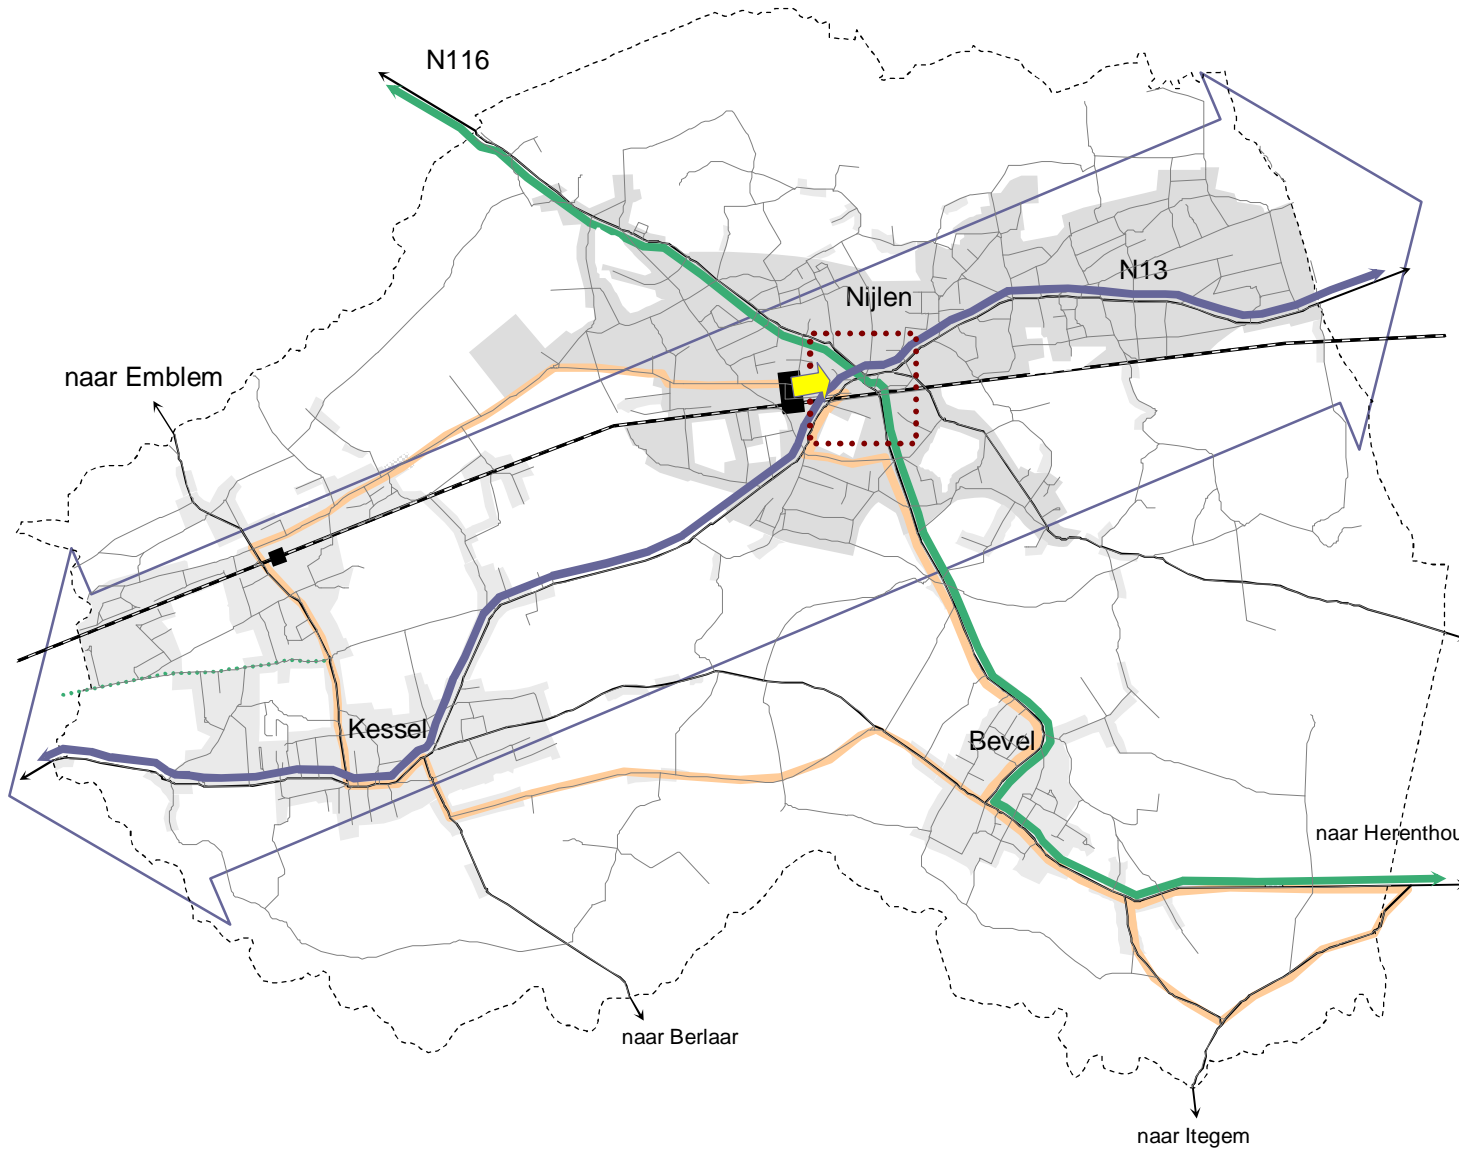 N116
N13
Nijlen
naar Emblem
Kessel
Bevel
naar Herenthou
naar Berlaar
naar Itegem